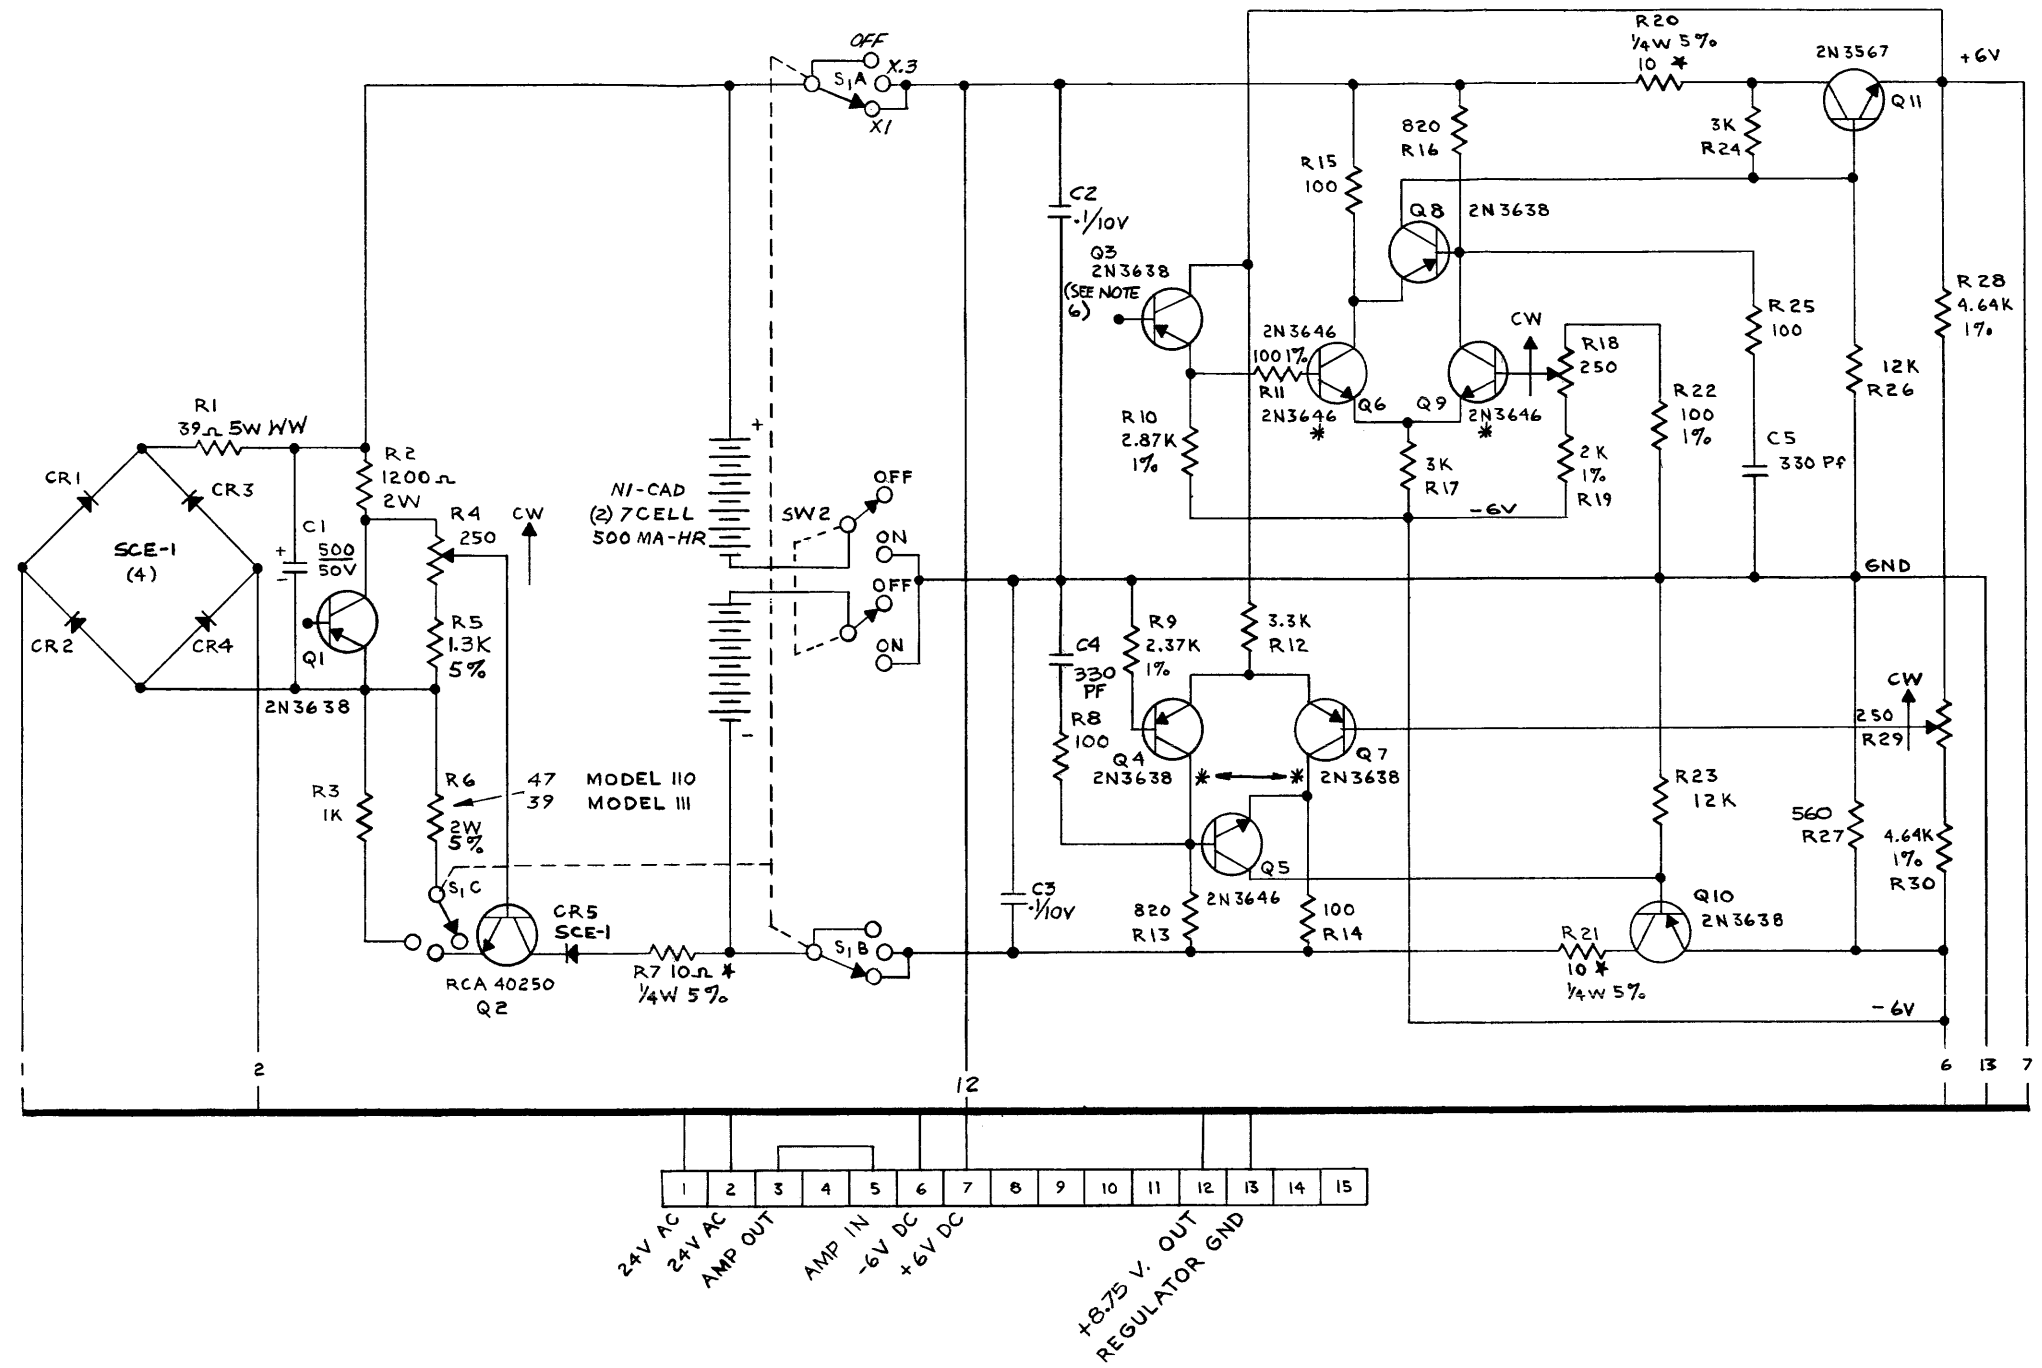 OFF
S1A
X.3
X1
R20
1/4W 5%
10 *
2N3567
+6V
Q11
820
R16
3K
R24
R15
100
C2
.1/10V
Q8
2N3638
Q3
2N3638
(SEE NOTE
6)
R28
4.64K
1%
R25
100
2N3646
100 1%
R11
2N3646
*
Q6
Q9
2N3646
*
CW
R18
250
12K
R26
R22
100
1%
R1
39Ω 5W WW
R2
1200Ω
2W
R10
2.87K
1%
3K
R17
2K
1%
R19
C5
330 Pf
CR1
CR3
SCE-1
(4)
CR2
CR4
+
C1
500
50V
-
R4
250
CW
NI-CAD
(2) 7 CELL
500 MA-HR
+
-
SW2
OFF
ON
OFF
ON
-6V
GND
Q1
2N3638
R5
1.3K
5%
R9
2.37K
1%
C4
330
PF
3.3K
R12
R8
100
Q4
2N3638
*
*
Q7
2N3638
CW
250
R29
R3
1K
R6
47 MODEL 110
39 MODEL 111
2W
5%
R23
12K
560
R27
4.64K
1%
R30
Q5
2N3646
S1C
CR5
SCE-1
RCA 40250
Q2
R7 10Ω *
1/4W 5%
S1B
C3
.1/10V
820
R13
100
R14
Q10
2N3638
R21
10 *
1/4W 5%
-6V
1
2
12
6
13
7
1 2 3 4 5 6 7 8 9 10 11 12 13 14 15
24V AC
24V AC
AMP OUT
AMP IN
-6V DC
+6V DC
+8.75 V. OUT
REGULATOR GND